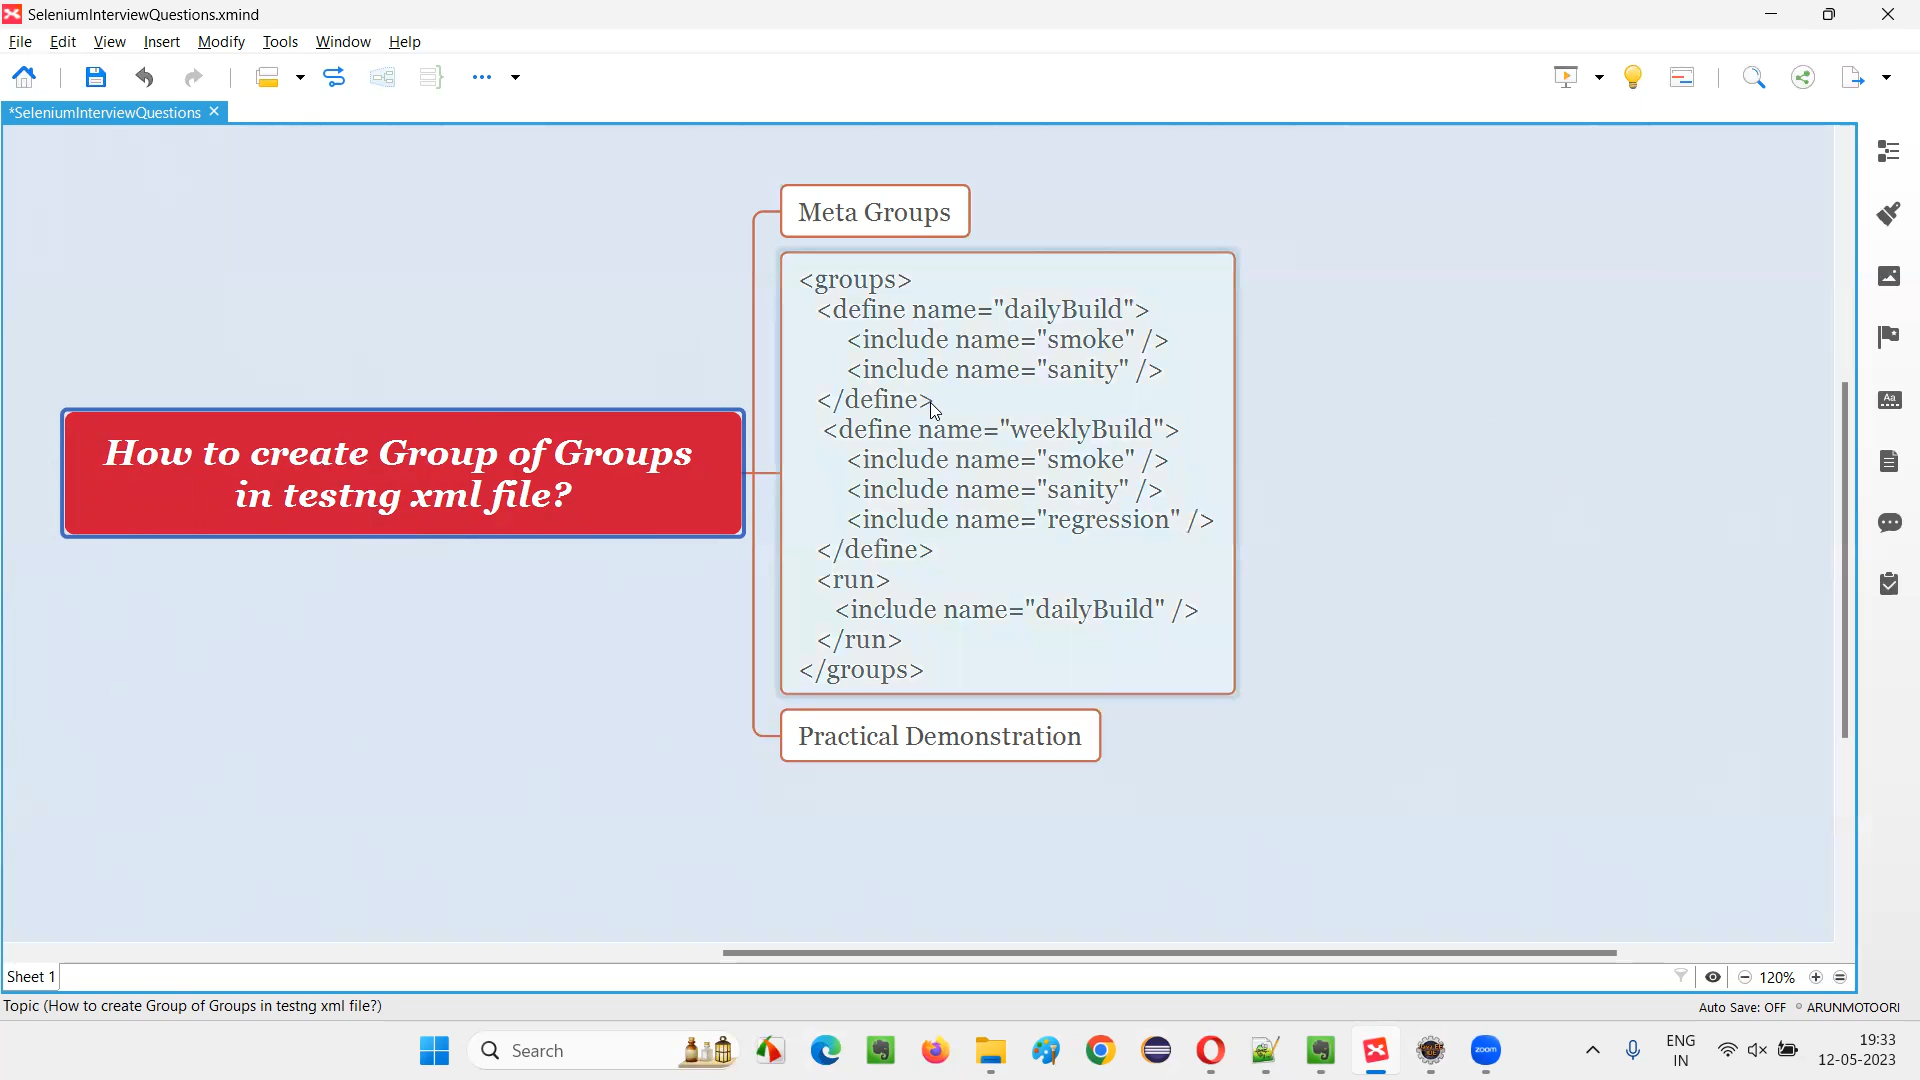 SeleniumInterviewQuestions.xmind
File Edit View Insert Modify Tools Window Help
*SeleniumInterviewQuestions
Meta Groups
<groups>
<define name="dailyBuild">
<include name="smoke" />
<include name="sanity" />
</define>
<define name="weeklyBuild">
<include name="smoke" />
<include name="sanity" />
<include name="regression" />
</define>
<run>
<include name="dailyBuild" />
</run>
</groups>
How to create Group of Groups
in testng xml file?
Practical Demonstration
Aa
Sheet 1
120%
Topic (How to create Group of Groups in testng xml file?)
Auto Save: OFF ARUNMOTOORI
Search
zoom
ENG
IN
19:33
12-05-2023